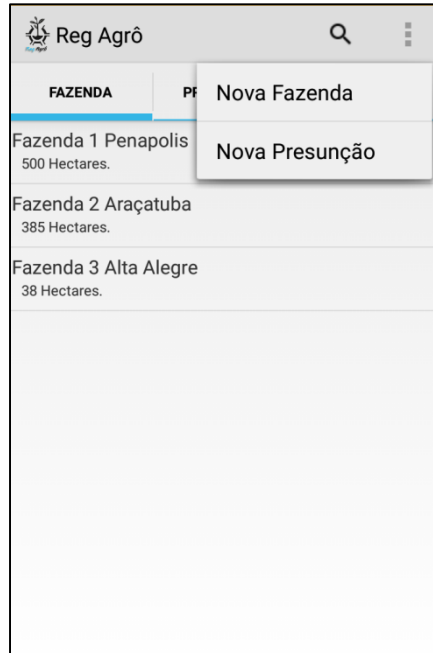 Reg Agrô
FAZENDA
PR
Nova Fazenda
Nova Presunção
Fazenda 1 Penapolis
500 Hectares.
Fazenda 2 Araçatuba
385 Hectares.
Fazenda 3 Alta Alegre
38 Hectares.